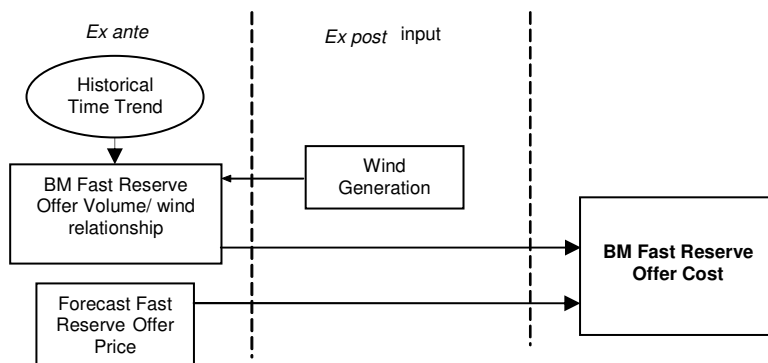 Ex ante
Ex post input
Historical
Time Trend
BM Fast Reserve
Offer Volume/ wind
relationship
Wind
Generation
BM Fast Reserve
Offer Cost
Forecast Fast
Reserve Offer
Price